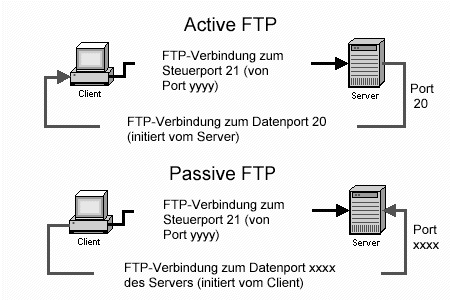 Active FTP
FTP-Verbindung zum
Steuerport 21 (von
Port yyyy)
Client
Server
Port
20
FTP-Verbindung zum Datenport 20
(initiert vom Server)
Passive FTP
FTP-Verbindung zum
Steuerport 21 (von
Port yyyy)
Client
Server
Port
xxxx
FTP-Verbindung zum Datenport xxxx
des Servers (initiert vom Client)